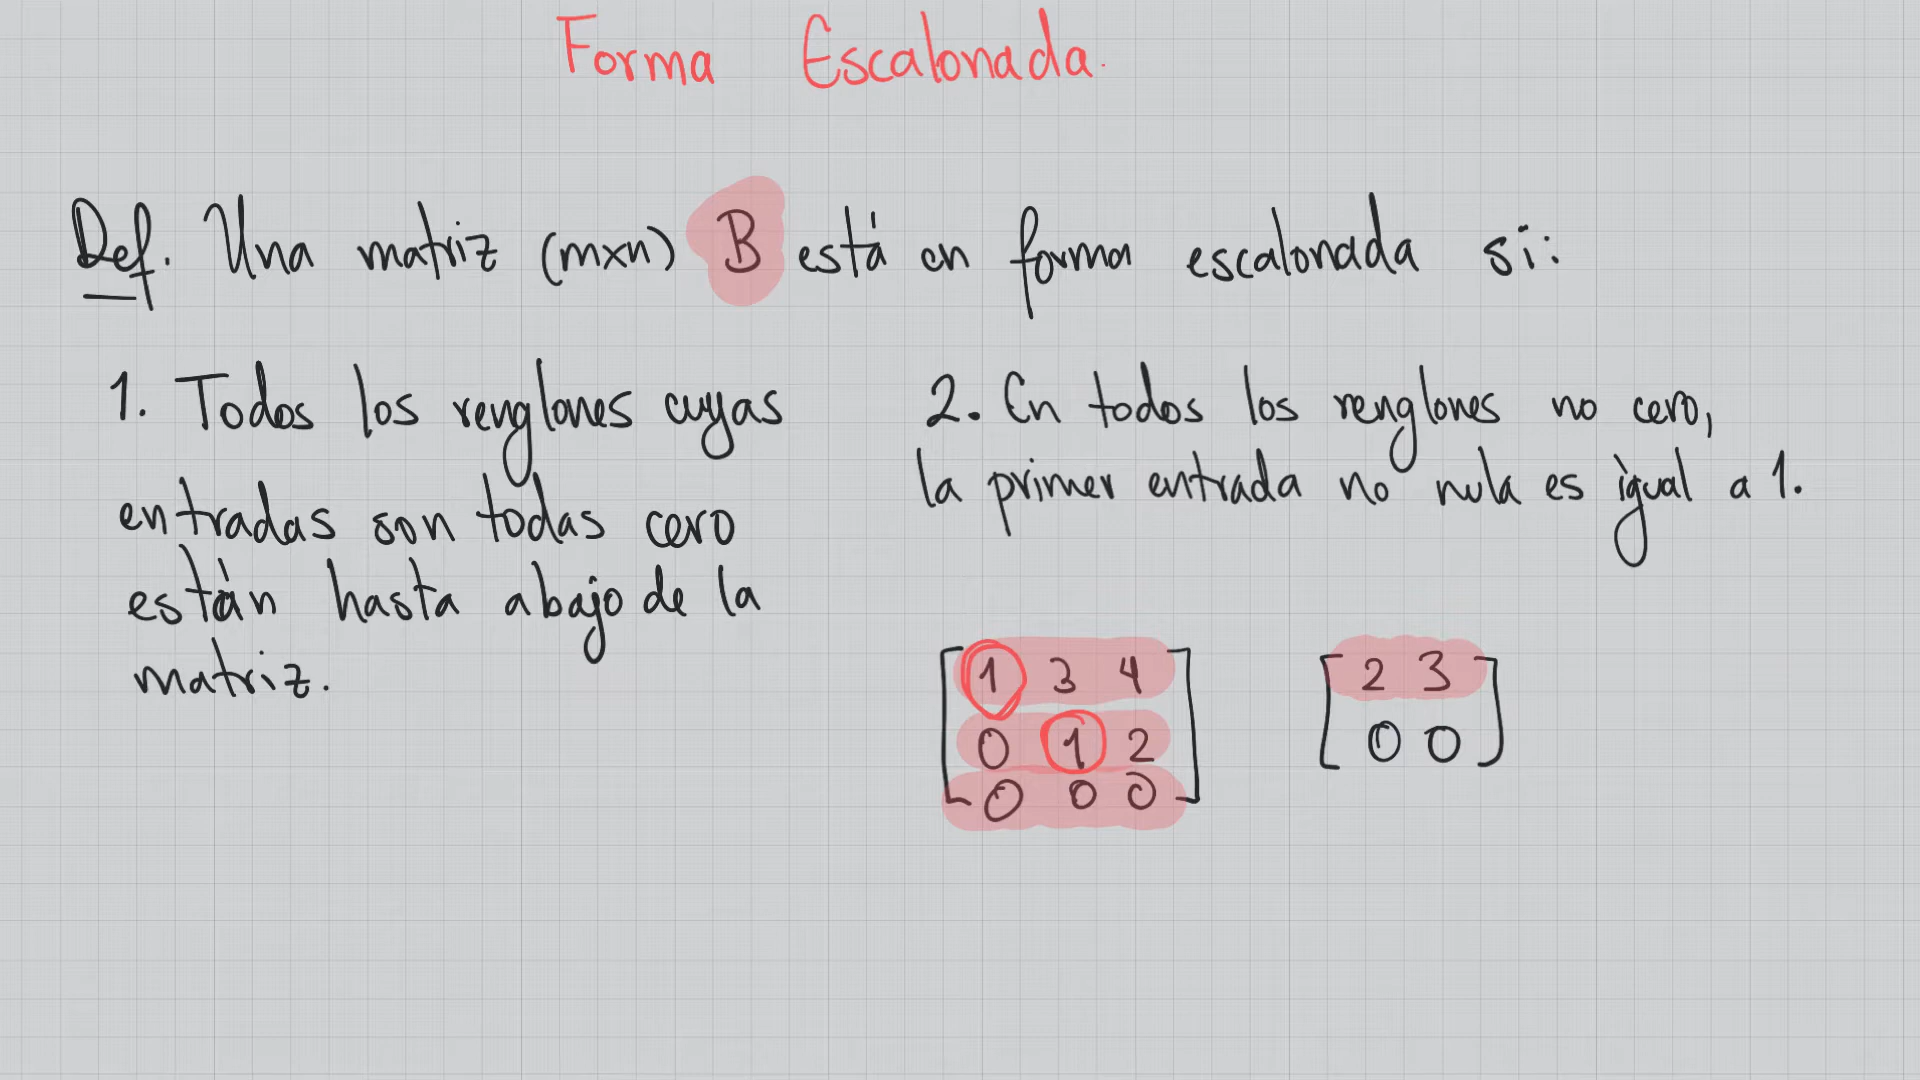 Forma Escalonada.
Def. Una matriz (mxn) B está en forma escalonada si:
1. Todos los renglones cuyas
entradas son todas cero
están hasta abajo de la
matriz.
2. En todos los renglones no cero,
la primer entrada no nula es igual a 1.
1 3 4
0 1 2
0 0 0
2 3
0 0